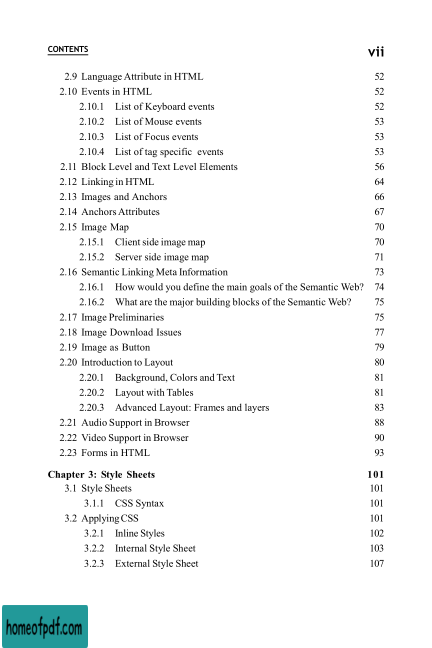 CONTENTS vii
2.9 Language Attribute in HTML 52
2.10 Events in HTML 52
2.10.1 List of Keyboard events 52
2.10.2 List of Mouse events 53
2.10.3 List of Focus events 53
2.10.4 List of tag specific events 53
2.11 Block Level and Text Level Elements 56
2.12 Linking in HTML 64
2.13 Images and Anchors 66
2.14 Anchors Attributes 67
2.15 Image Map 70
2.15.1 Client side image map 70
2.15.2 Server side image map 71
2.16 Semantic Linking Meta Information 73
2.16.1 How would you define the main goals of the Semantic Web? 74
2.16.2 What are the major building blocks of the Semantic Web? 75
2.17 Image Preliminaries 75
2.18 Image Download Issues 77
2.19 Image as Button 79
2.20 Introduction to Layout 80
2.20.1 Background, Colors and Text 81
2.20.2 Layout with Tables 81
2.20.3 Advanced Layout: Frames and layers 83
2.21 Audio Support in Browser 88
2.22 Video Support in Browser 90
2.23 Forms in HTML 93
Chapter 3: Style Sheets 101
3.1 Style Sheets 101
3.1.1 CSS Syntax 101
3.2 Applying CSS 101
3.2.1 Inline Styles 102
3.2.2 Internal Style Sheet 103
3.2.3 External Style Sheet 107
homeofpdf.com